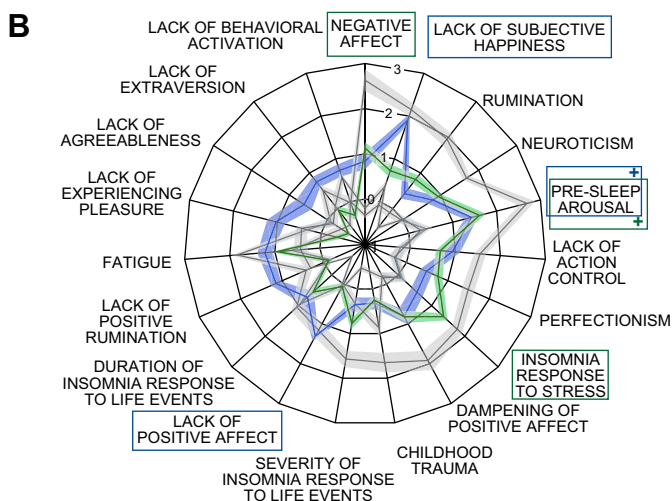 B
LACK OF BEHAVIORAL
ACTIVATION
NEGATIVE
AFFECT
LACK OF SUBJECTIVE
HAPPINESS
LACK OF
EXTRAVERSION
3
RUMINATION
LACK OF
AGREEABLENESS
2
NEUROTICISM
1
LACK OF
EXPERIENCING
PLEASURE
0
+
PRE-SLEEP
AROUSAL
+
FATIGUE
LACK OF
ACTION
CONTROL
LACK OF
POSITIVE
RUMINATION
PERFECTIONISM
DURATION OF
INSOMNIA RESPONSE
TO LIFE EVENTS
INSOMNIA
RESPONSE
TO STRESS
LACK OF
POSITIVE AFFECT
DAMPENING OF
POSITIVE AFFECT
SEVERITY OF
INSOMNIA RESPONSE
TO LIFE EVENTS
CHILDHOOD
TRAUMA